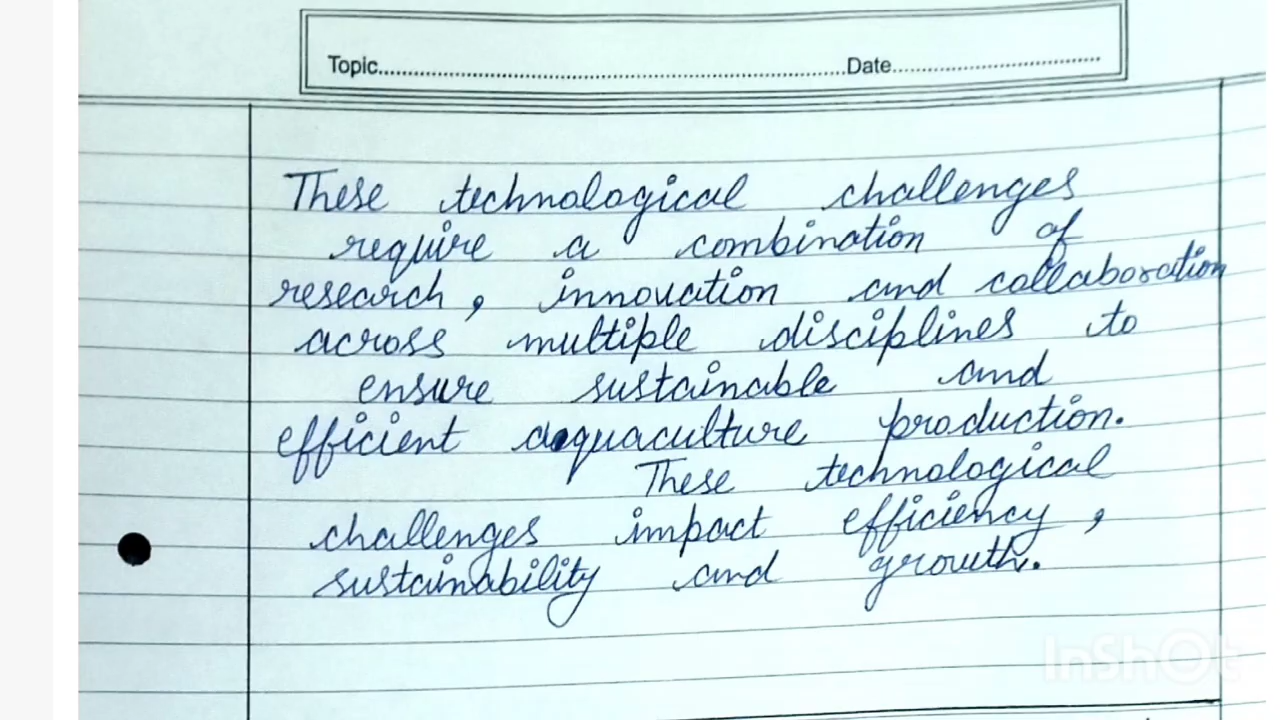 Topic..........Date..........
These technological challenges
require a combination of
research, innovation and collaboration
across multiple disciplines to
ensure sustainable and
efficient aquaculture production.
These technological
challenges impact efficiency,
sustainability and growth.
InShOt